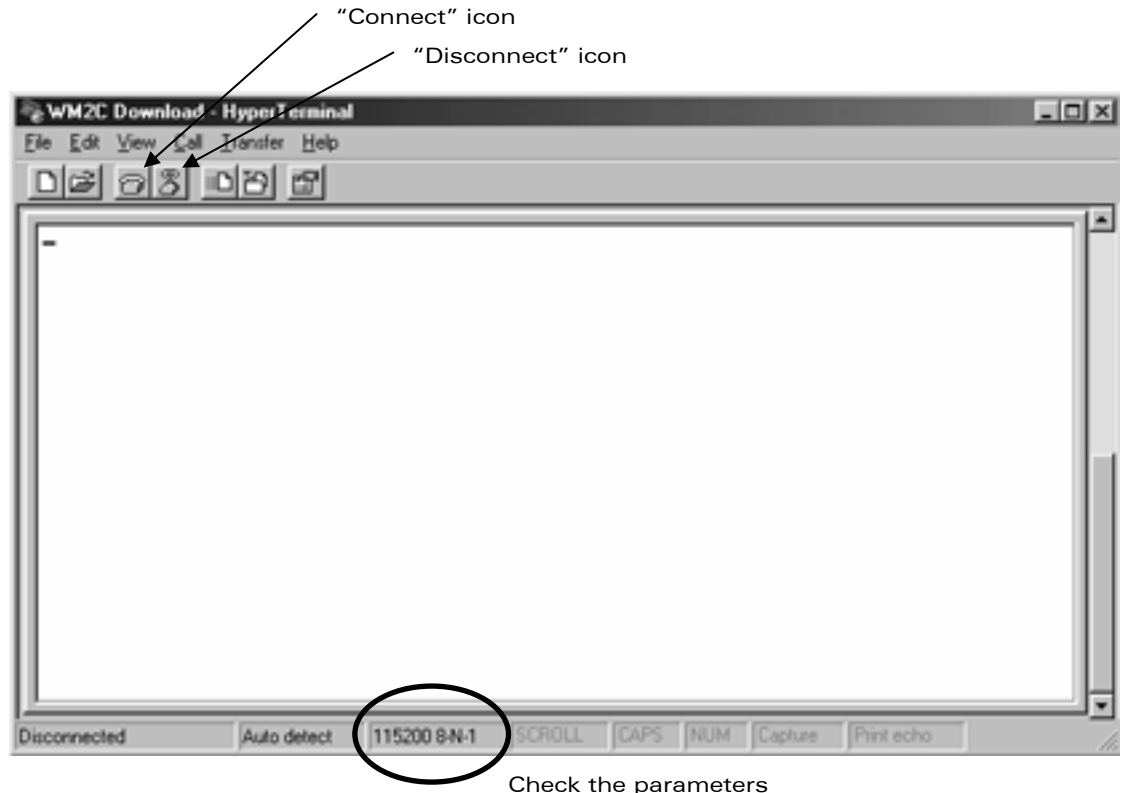 “Connect” icon
“Disconnect” icon
WM2C Download - HyperTerminal
File Edit View Call Transfer Help
Disconnected Auto detect 115200 8-N-1 SCROLL CAPS NUM Capture Print echo
Check the parameters